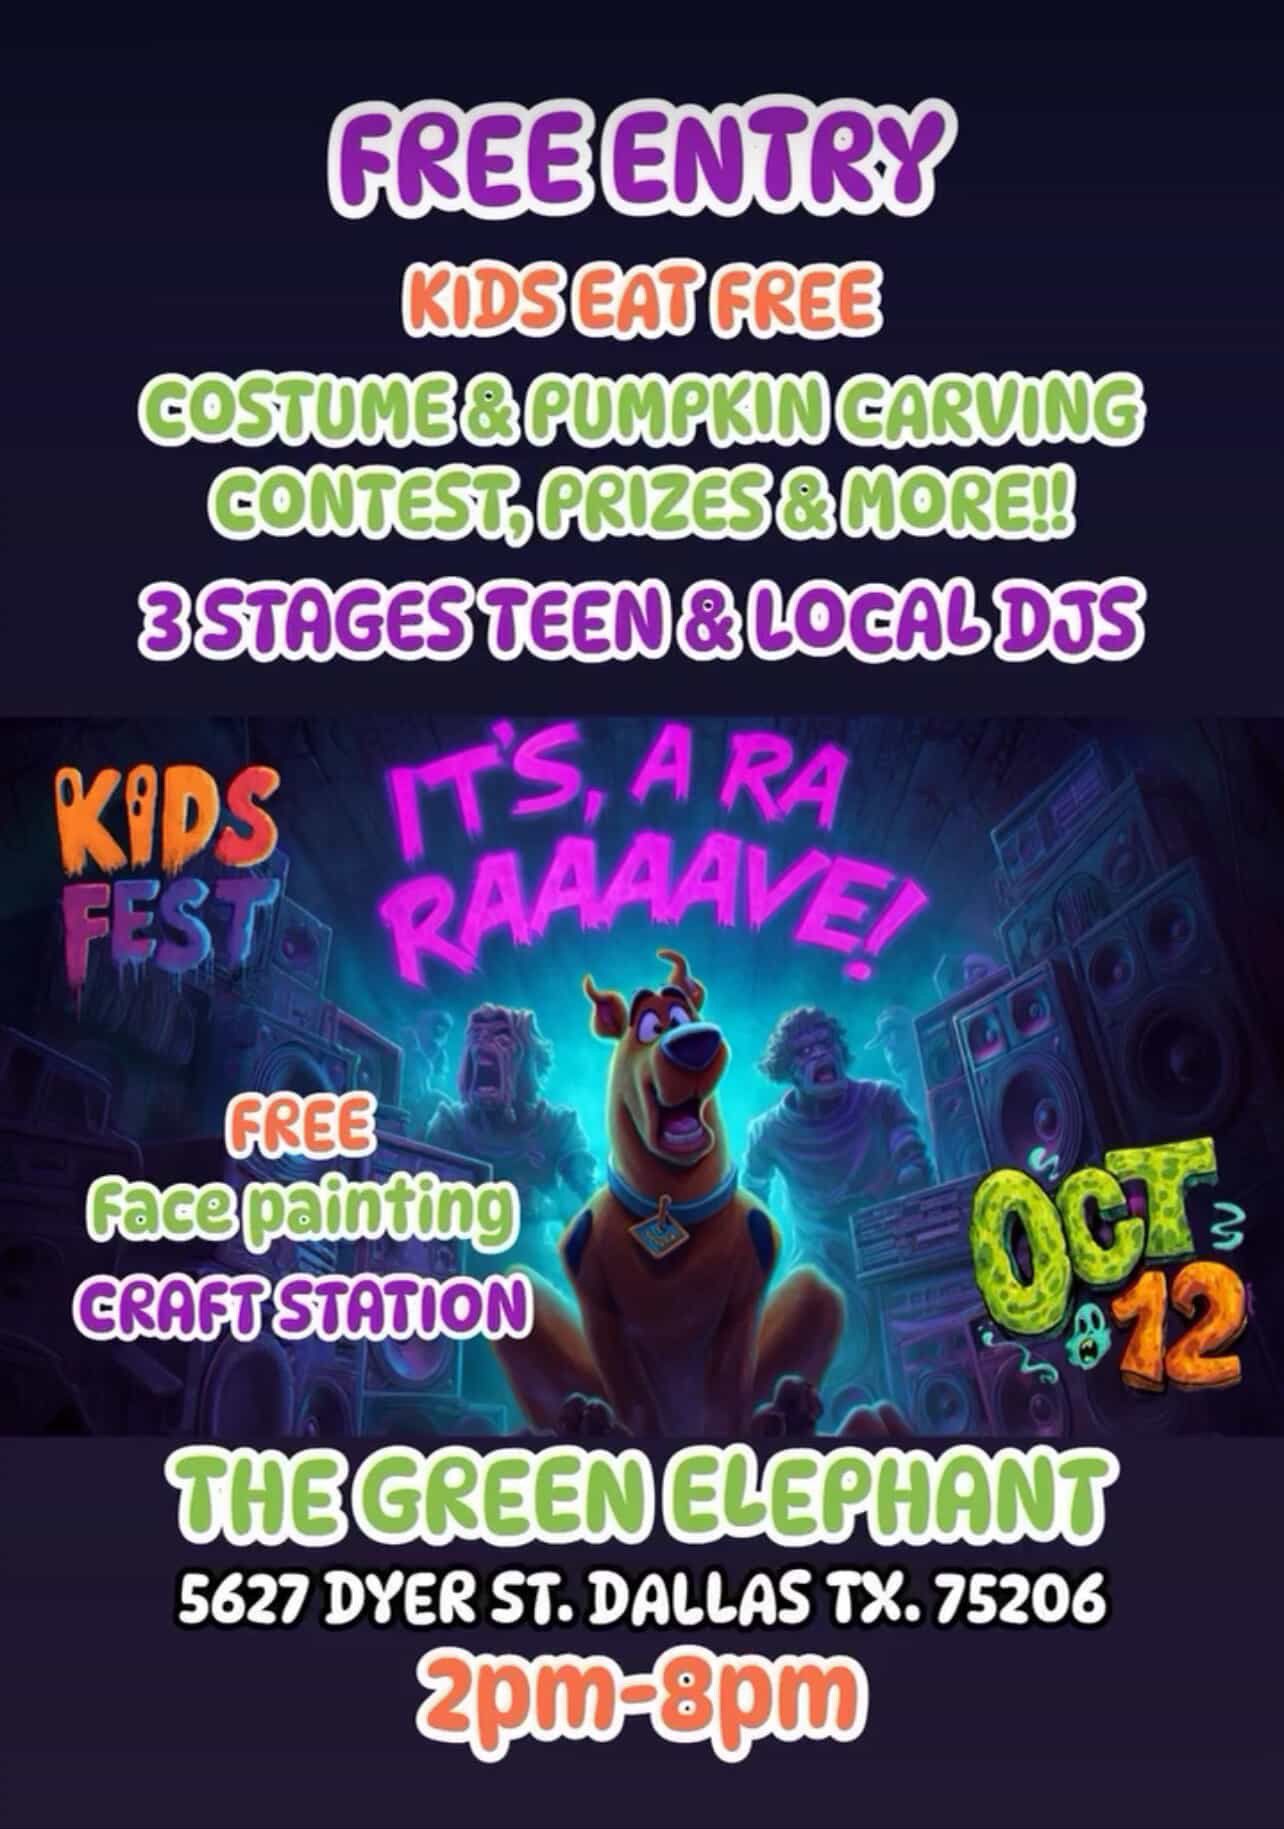 FREE ENTRY
KIDS EAT FREE
COSTUME & PUMPKIN CARVING
CONTEST, PRIZES & MORE!!
3 STAGES TEEN & LOCAL DJS
KIDS
FEST
IT'S, A RA
RAAAAVE!
FREE
Face painting
CRAFT STATION
OCT
12
THE GREEN ELEPHANT
5627 DYER ST. DALLAS TX. 75206
2pm-8pm